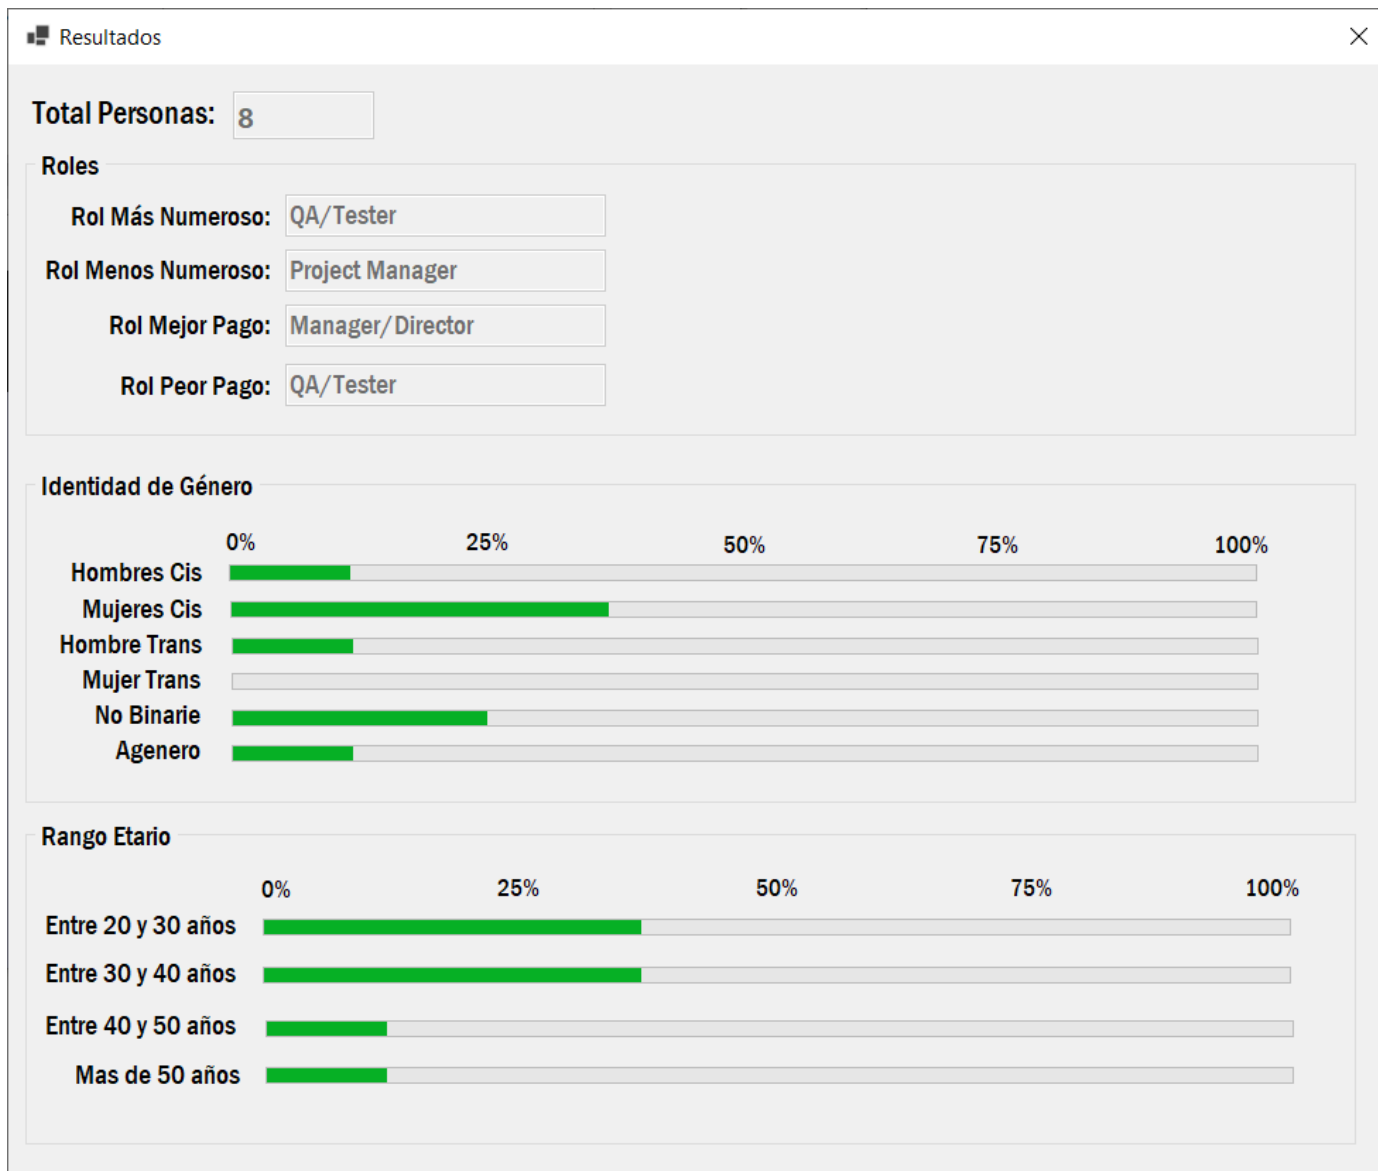 Resultados
Total Personas: 8
Roles
Rol Más Numeroso: QA/Tester
Rol Menos Numeroso: Project Manager
Rol Mejor Pago: Manager/Director
Rol Peor Pago: QA/Tester
Identidad de Género
0% 25% 50% 75% 100%
Hombres Cis
Mujeres Cis
Hombre Trans
Mujer Trans
No Binarie
Agenero
Rango Etario
0% 25% 50% 75% 100%
Entre 20 y 30 años
Entre 30 y 40 años
Entre 40 y 50 años
Mas de 50 años